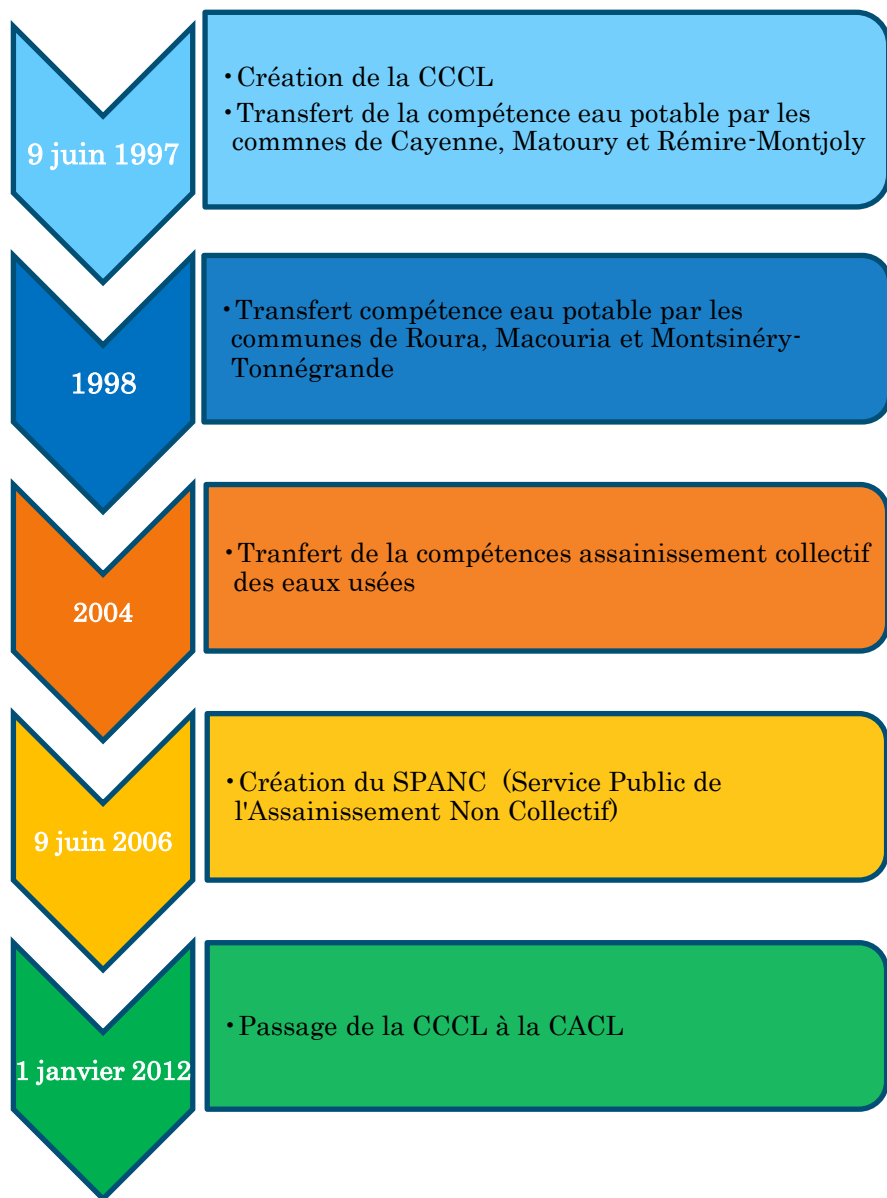 9 juin 1997
•Création de la CCCL
•Transfert de la compétence eau potable par les
commnes de Cayenne, Matoury et Rémire-Montjoly
1998
•Transfert compétence eau potable par les
communes de Roura, Macouria et Montsinéry-
Tonnégrande
2004
•Tranfert de la compétences assainissement collectif
des eaux usées
9 juin 2006
•Création du SPANC (Service Public de
l'Assainissement Non Collectif)
1 janvier 2012
•Passage de la CCCL à la CACL